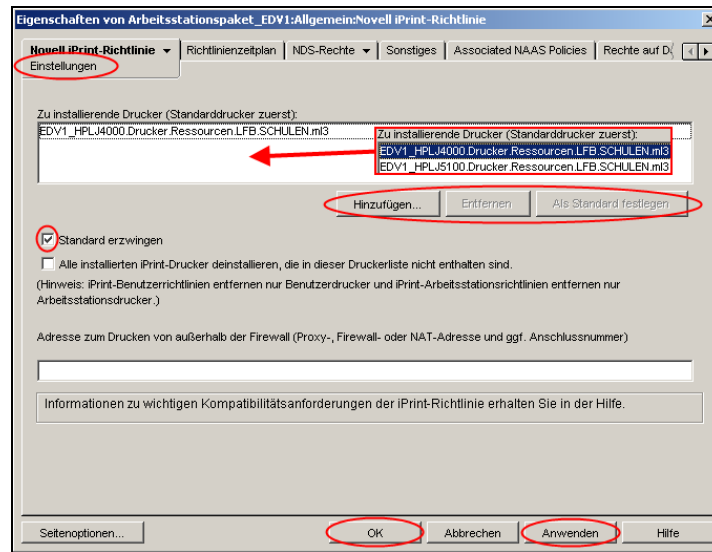 Eigenschaften von Arbeitsstationspaket_EDV1:Allgemein:Novell iPrint-Richtlinie
Novell iPrint-Richtlinie Richtlinienzeitplan NDS-Rechte Sonstiges Associated NAAS Policies Rechte auf
Einstellungen
Zu installierende Drucker (Standarddrucker zuerst):
EDV1_HPLJ4000.Drucker.Ressourcen.LFB.SCHULEN.ml3
Zu installierende Drucker (Standarddrucker zuerst):
EDV1_HPLJ4000.Drucker.Ressourcen.LFB.SCHULEN.ml3
EDV1_HPLJ5100.Drucker.Ressourcen.LFB.SCHULEN.ml3
Hinzufügen... Entfernen Als Standard festlegen
Standard erzwingen
Alle installierten iPrint-Drucker deinstallieren, die in dieser Druckerliste nicht enthalten sind.
(Hinweis: iPrint-Benutzerrichtlinien entfernen nur Benutzerdrucker und iPrint-Arbeitsstationsrichtlinien entfernen nur
Arbeitsstationsdrucker.)
Adresse zum Drucken von außerhalb der Firewall (Proxy-, Firewall- oder NAT-Adresse und ggf. Anschlussnummer)
Informationen zu wichtigen Kompatibilitätsanforderungen der iPrint-Richtlinie erhalten Sie in der Hilfe.
Seitenoptionen... OK Abbrechen Anwenden Hilfe